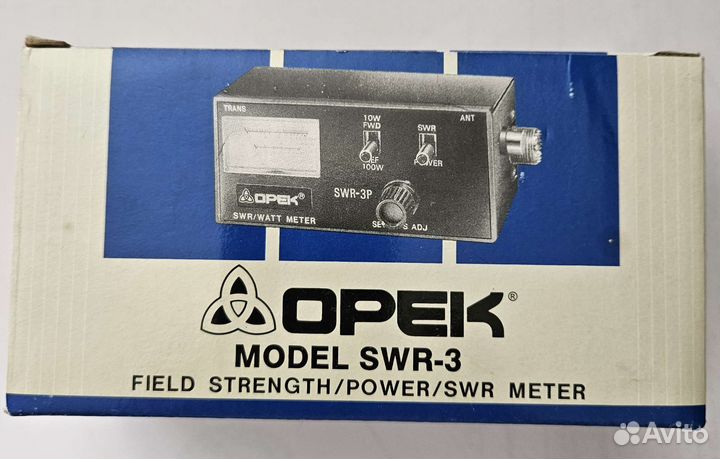 TRANS
10W
FWD
SWR
ANT
100W
POWER
SWR-3P
OPEK®
SWR/WATT METER
ADJ
OPEK®
MODEL SWR-3
FIELD STRENGTH/POWER/SWR METER
Avito